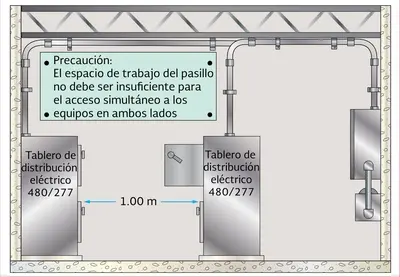 Precaución:
El espacio de trabajo del pasillo
no debe ser insuficiente para
el acceso simultáneo a los
equipos en ambos lados
Tablero de
distribución
eléctrico
480/277
1.00 m
Tablero de
distribución
eléctrico
480/277